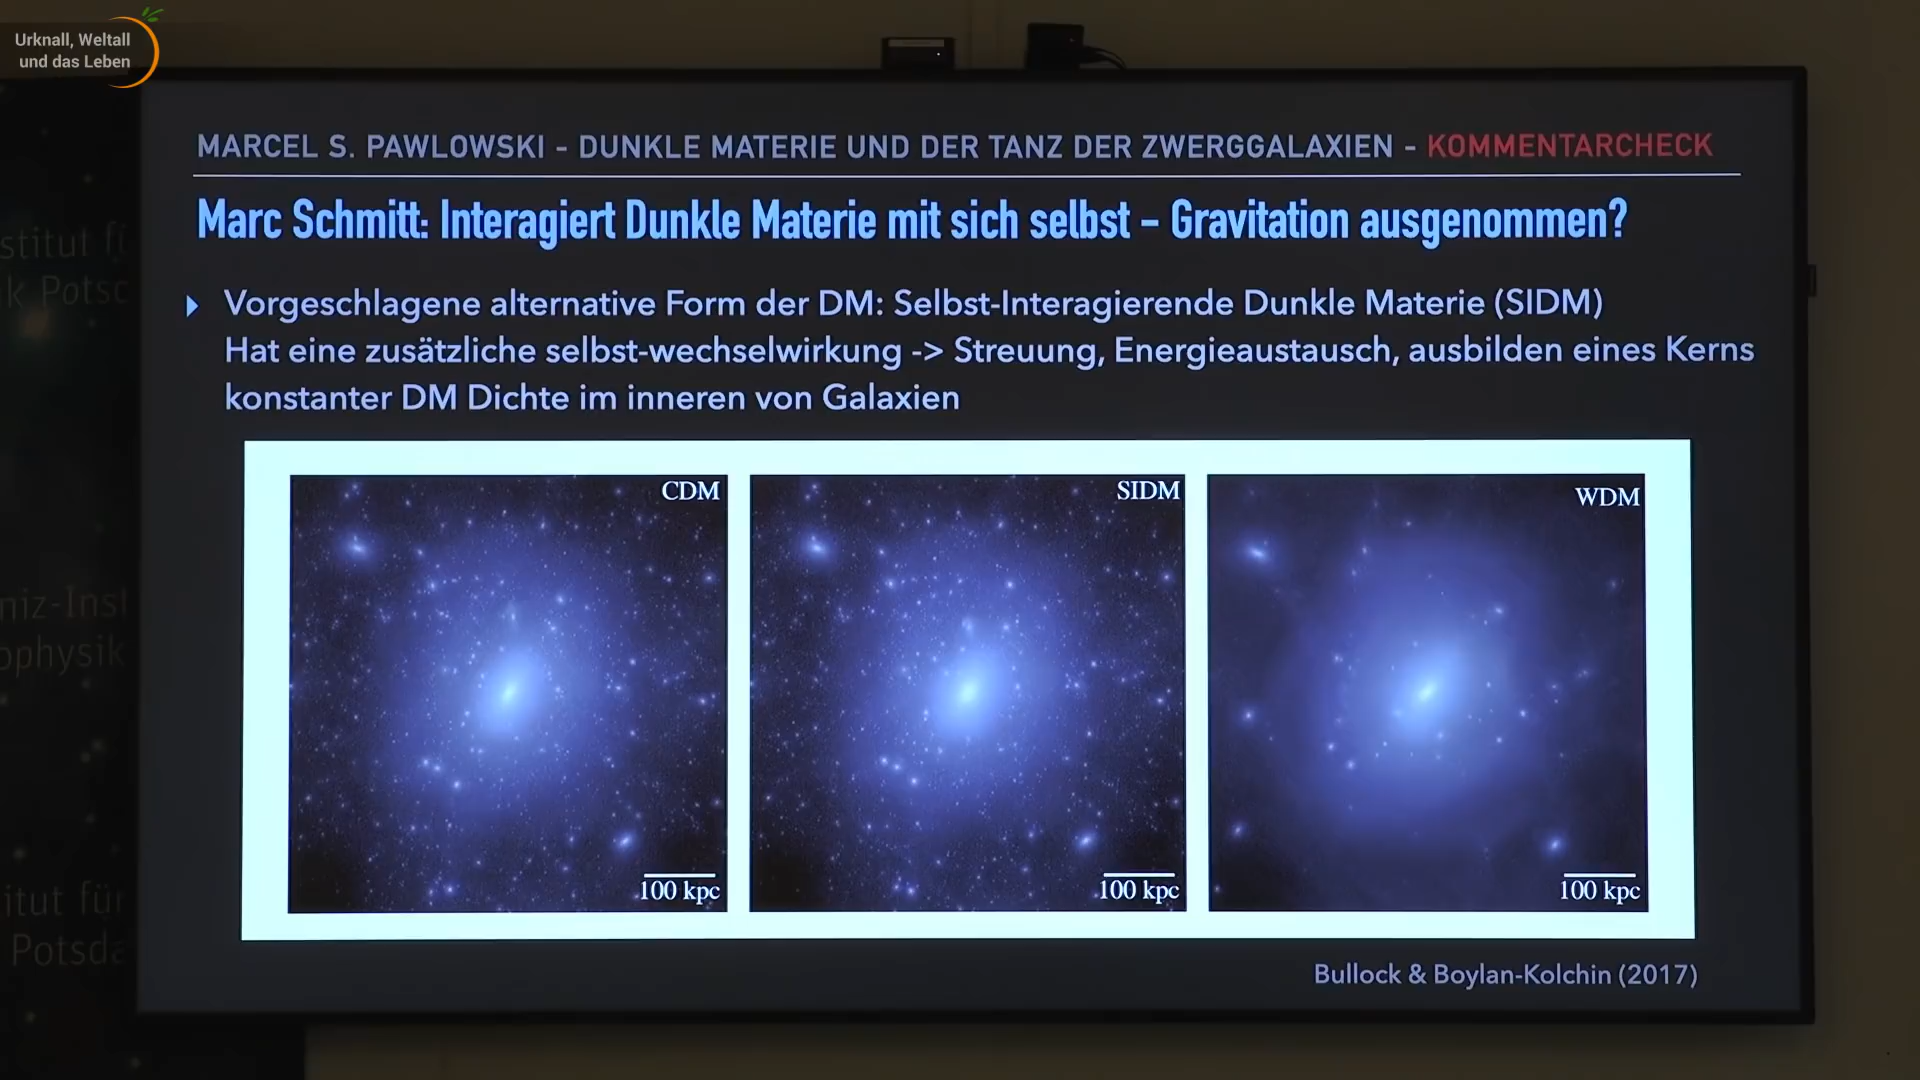 Urknall, Weltall
und das Leben
MARCEL S. PAWLOWSKI - DUNKLE MATERIE UND DER TANZ DER ZWERGGALAXIEN - KOMMENTARCHECK
Marc Schmitt: Interagiert Dunkle Materie mit sich selbst – Gravitation ausgenommen?
Vorgeschlagene alternative Form der DM: Selbst-Interagierende Dunkle Materie (SIDM)
Hat eine zusätzliche selbst-wechselwirkung -> Streuung, Energieaustausch, ausbilden eines Kerns
konstanter DM Dichte im inneren von Galaxien
CDM
100 kpc
SIDM
100 kpc
WDM
100 kpc
Bullock & Boylan-Kolchin (2017)